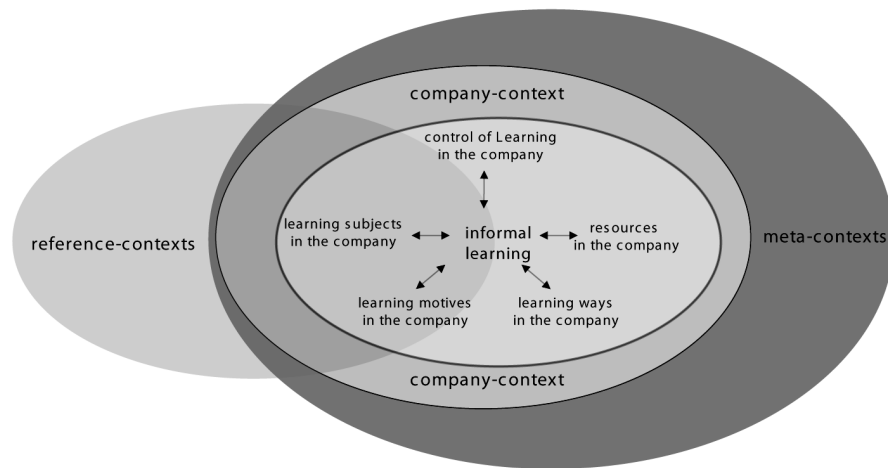 company-context
control of Learning
in the company
learning subjects
in the company
reference-contexts
informal
learning
resources
in the company
meta-contexts
learning motives
in the company
learning ways
in the company
company-context